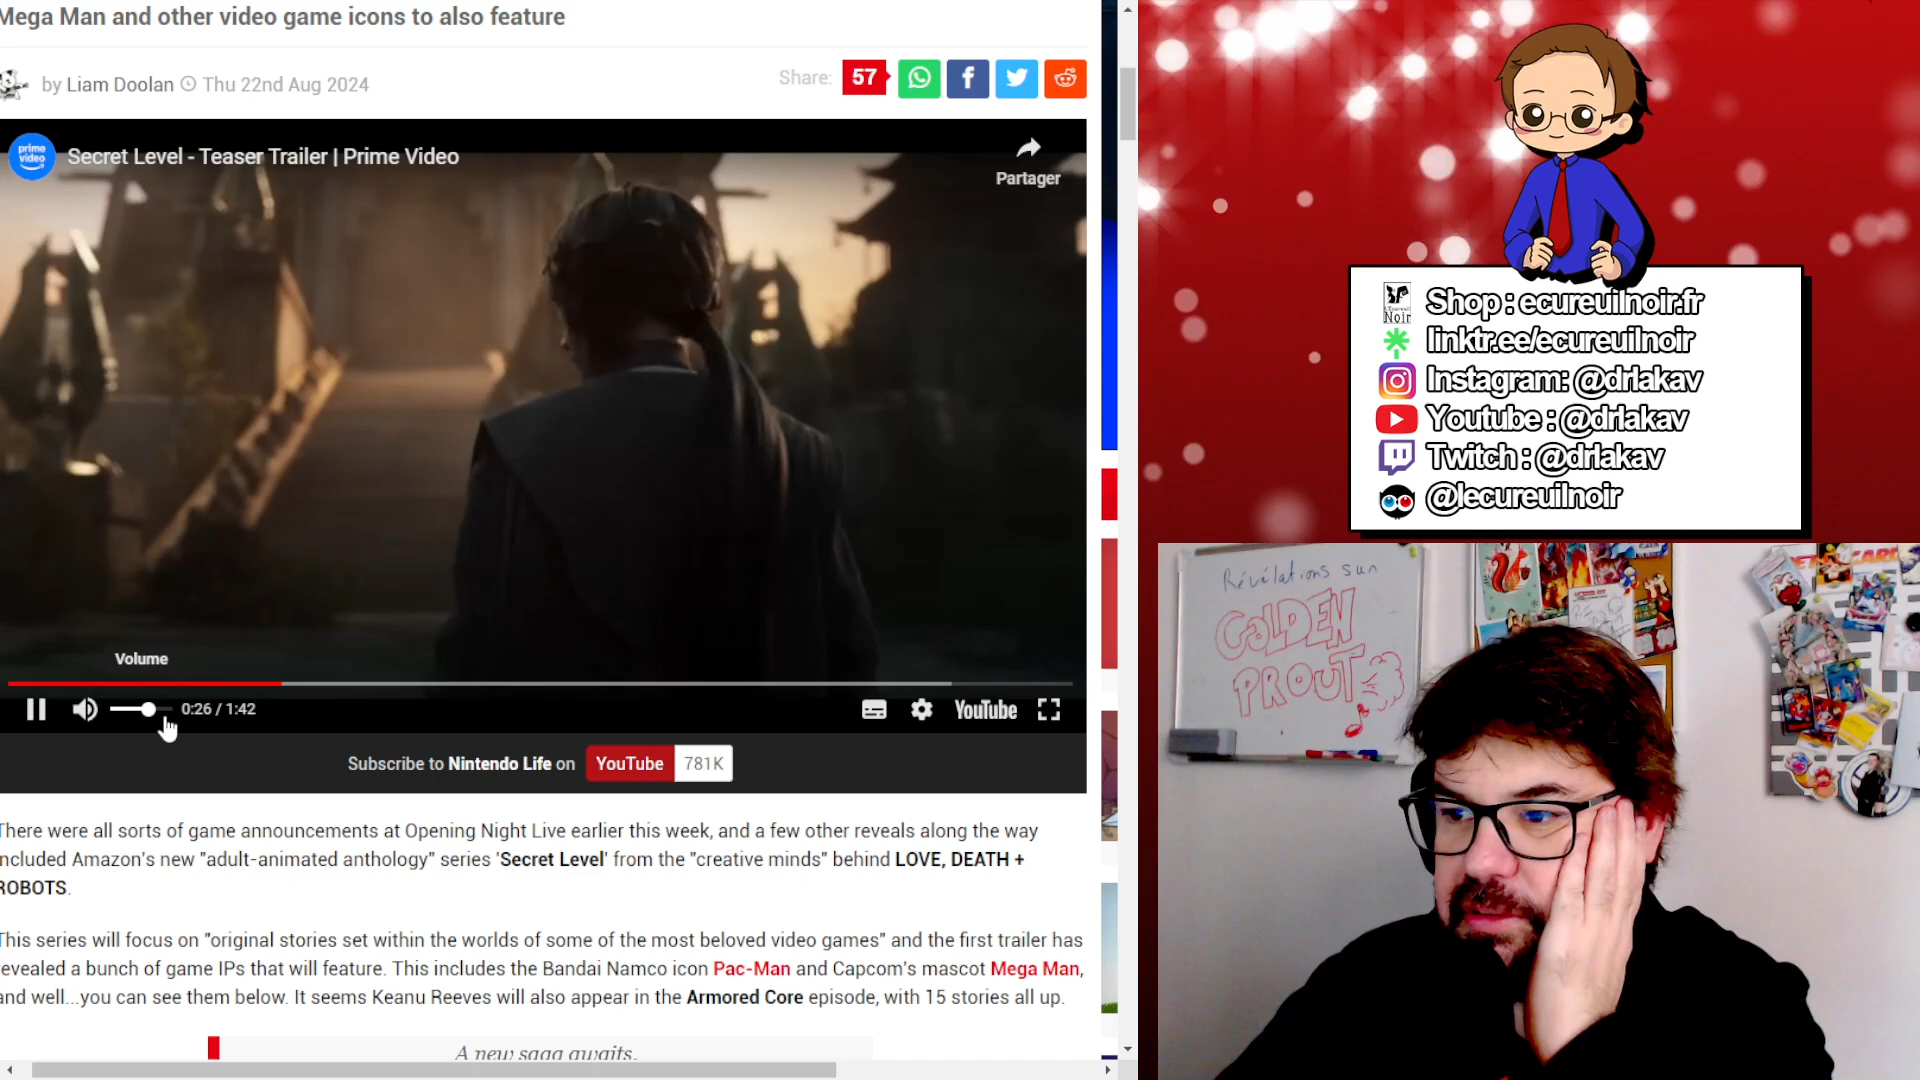 Mega Man and other video game icons to also feature
by Liam Doolan Thu 22nd Aug 2024
Share: 57
prime video
Secret Level - Teaser Trailer | Prime Video
Partager
Volume
0:26 / 1:42
YouTube
Subscribe to Nintendo Life on YouTube 781K
There were all sorts of game announcements at Opening Night Live earlier this week, and a few other reveals along the way
included Amazon's new "adult-animated anthology" series 'Secret Level' from the "creative minds" behind LOVE, DEATH +
ROBOTS.
This series will focus on "original stories set within the worlds of some of the most beloved video games" and the first trailer has
revealed a bunch of game IPs that will feature. This includes the Bandai Namco icon Pac-Man and Capcom's mascot Mega Man,
and well...you can see them below. It seems Keanu Reeves will also appear in the Armored Core episode, with 15 stories all up.
A new saga awaits.
Noir
Shop : ecureuilnoir.fr
linktr.ee/ecureuilnoir
Instagram: @drlakav
Youtube : @drlakav
Twitch : @drlakav
@lecureuilnoir
Révélations sur
GOLDEN
PROUT